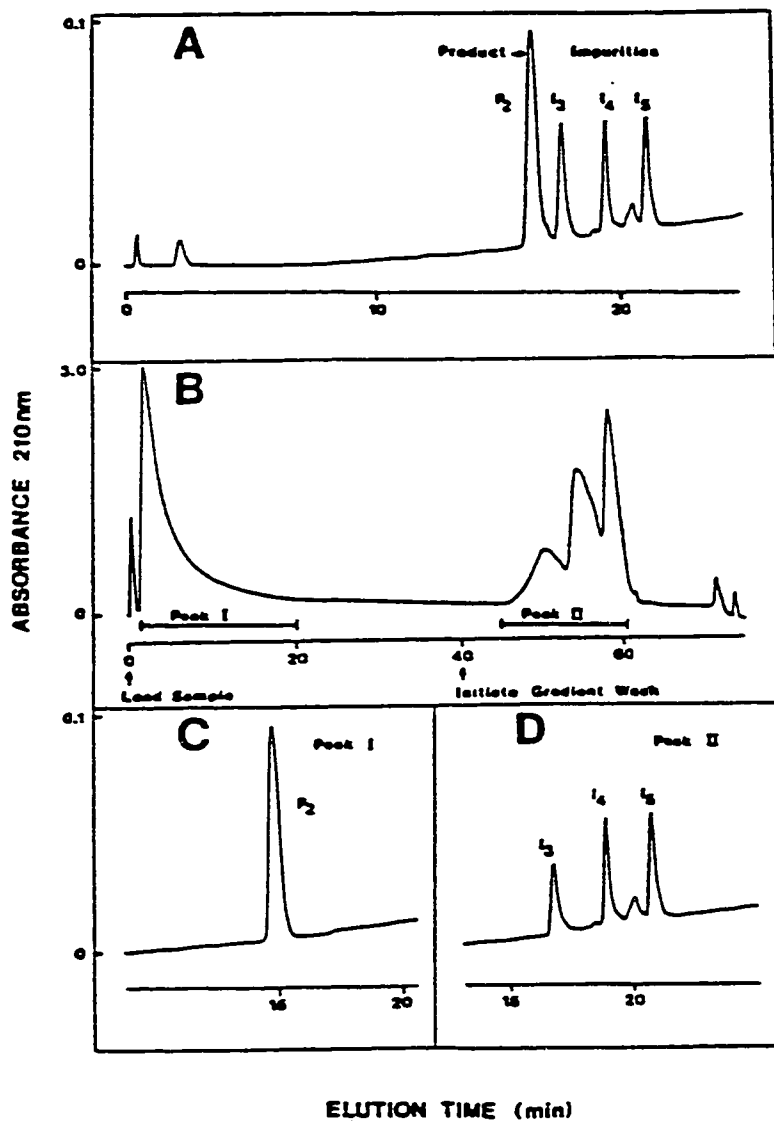 ABSORBANCE 210nm
0.1
A
Product
Impurities
P2
I3
I4
I5
0
0
10
20
3.0
B
0
Peak I
Peak II
0
20
40
60
Load Sample
Initiate Gradient Wash
0.1
C
Peak I
P2
0
15
20
D
Peak II
I3
I4
I5
15
20
ELUTION TIME (min)